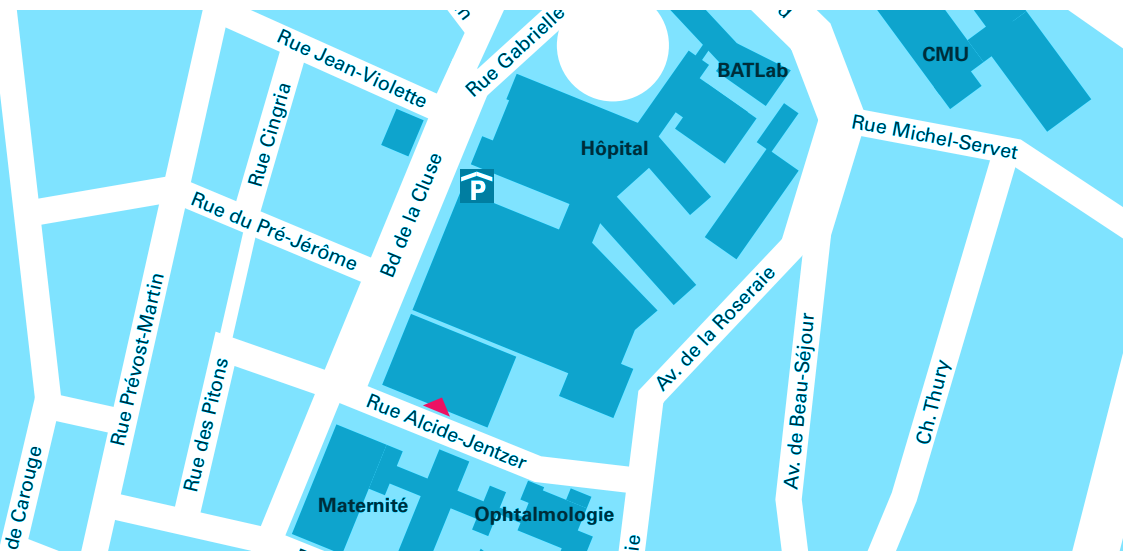 Rue Jean-Violette
Rue Gabrielle
BATLab
CMU
Rue Cingria
Hôpital
Rue Michel-Servet
P
Rue du Pré-Jérôme
Bd de la Cluse
Rue Prévost-Martin
Av. de la Roseraie
Av. de Beau-Séjour
Ch. Thury
Rue des Pitons
Rue Alcide-Jentzer
de Carouge
Maternité
Ophtalmologie
ie